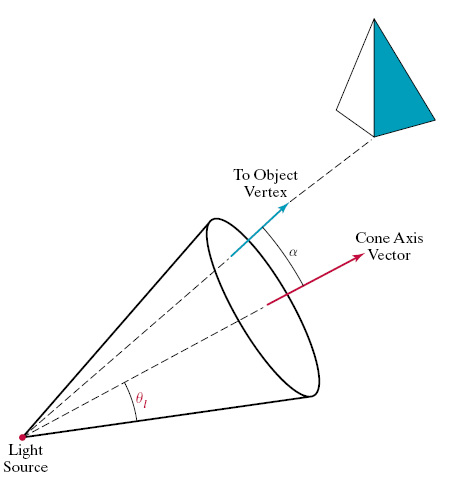 To Object
Vertex
α
Cone Axis
Vector
θl
Light
Source